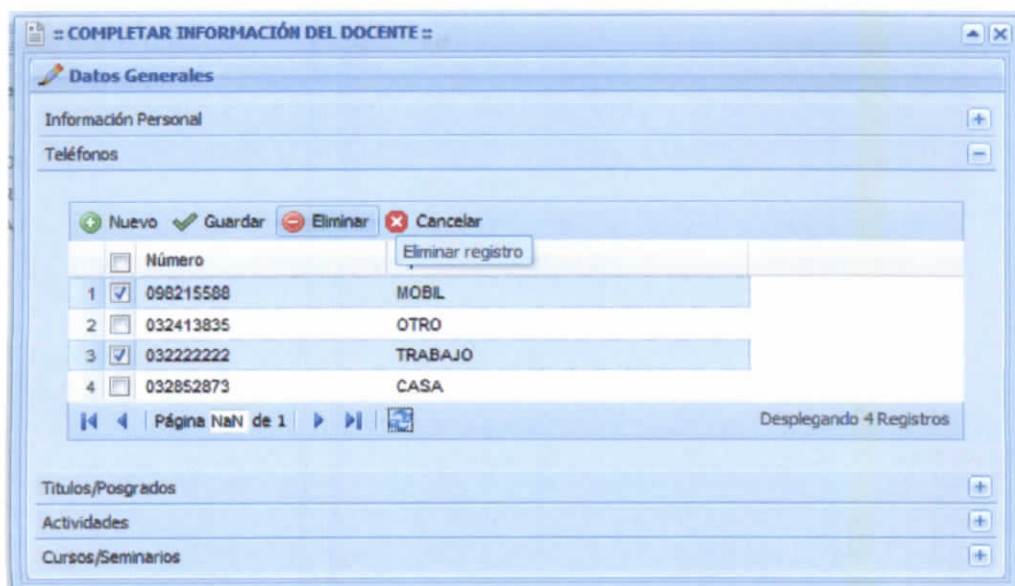 :: COMPLETAR INFORMACIÓN DEL DOCENTE ::
Datos Generales
Información Personal
Teléfonos
Nuevo Guardar Eliminar Cancelar
Eliminar registro
Número
1 098215588 MOBIL
2 032413835 OTRO
3 032222222 TRABAJO
4 032852873 CASA
Página NaN de 1 Desplegando 4 Registros
Titulos/Posgrados
Actividades
Cursos/Seminarios